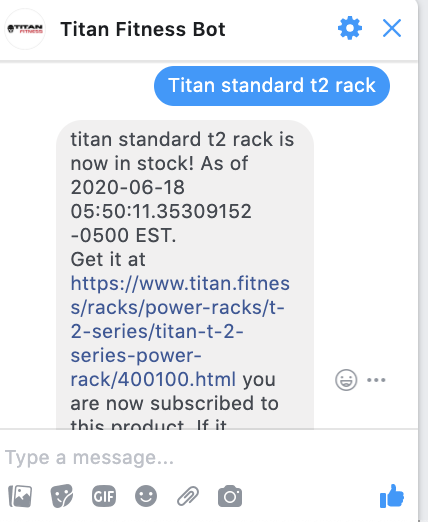 TITAN
FITNESS
Titan Fitness Bot
Titan standard t2 rack
titan standard t2 rack is
now in stock! As of
2020-06-18
05:50:11.35309152
-0500 EST.
Get it at
https://www.titan.fitnes
s/racks/power-racks/t-
2-series/titan-t-2-
series-power-
rack/400100.html you
are now subscribed to
this product. If it
Type a message...
GIF